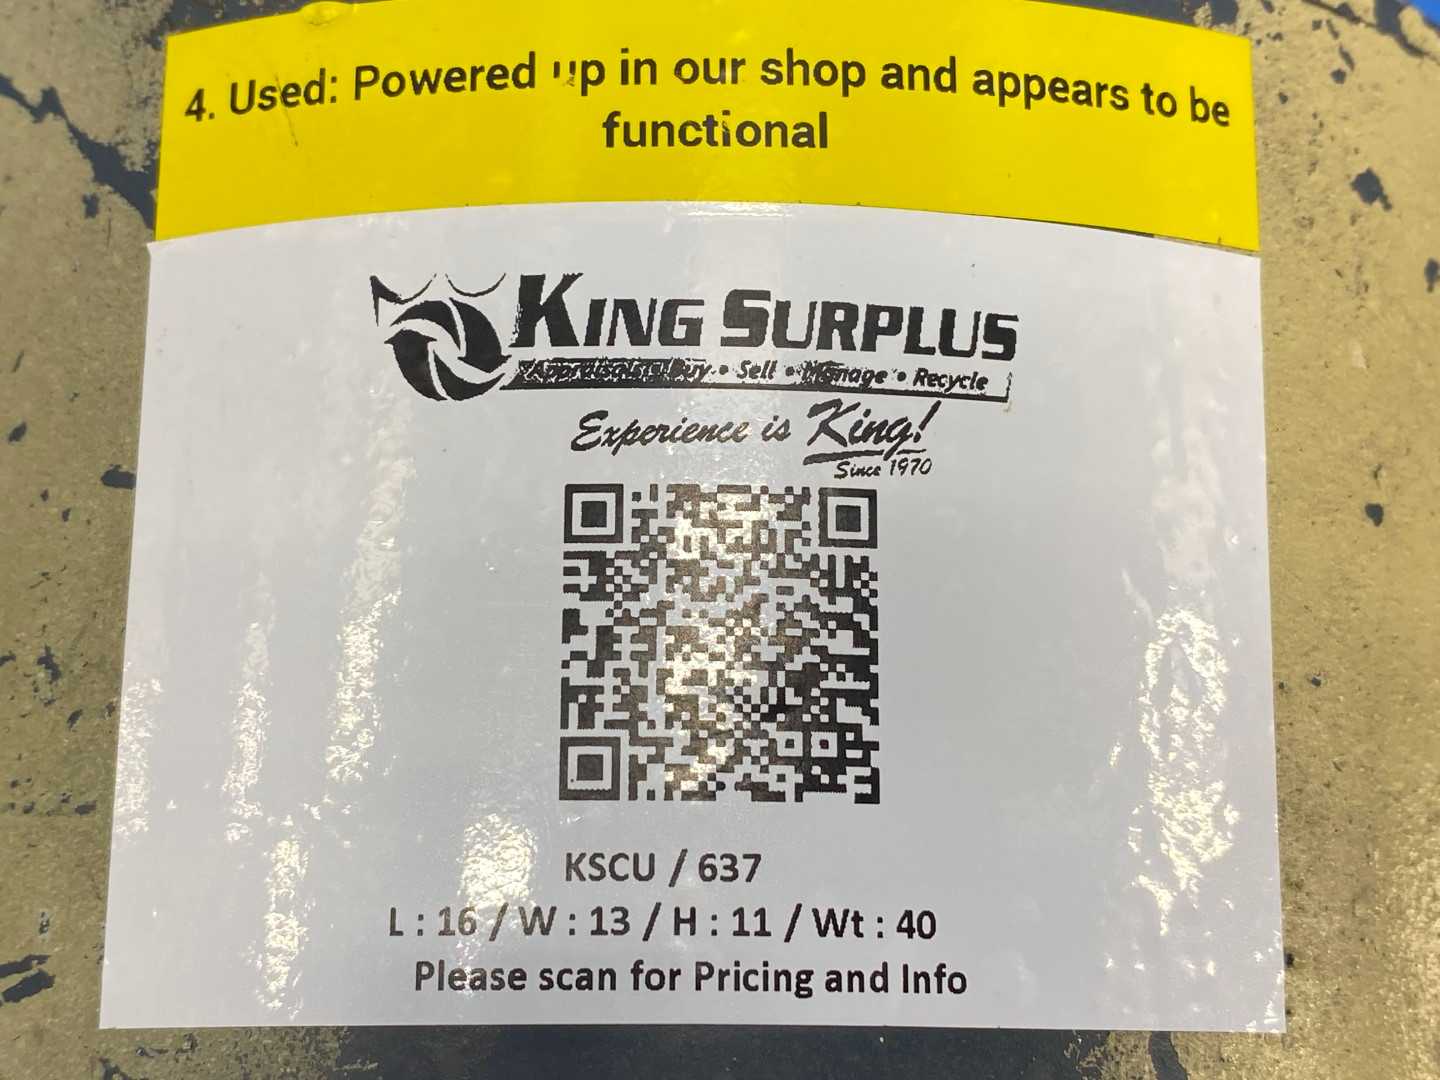 4. Used: Powered up in our shop and appears to be
functional
KING SURPLUS
Appraising Buy • Sell • Manage • Recycle
Experience is King!
Since 1970
KSCU / 637
L : 16 / W : 13 / H : 11 / Wt : 40
Please scan for Pricing and Info